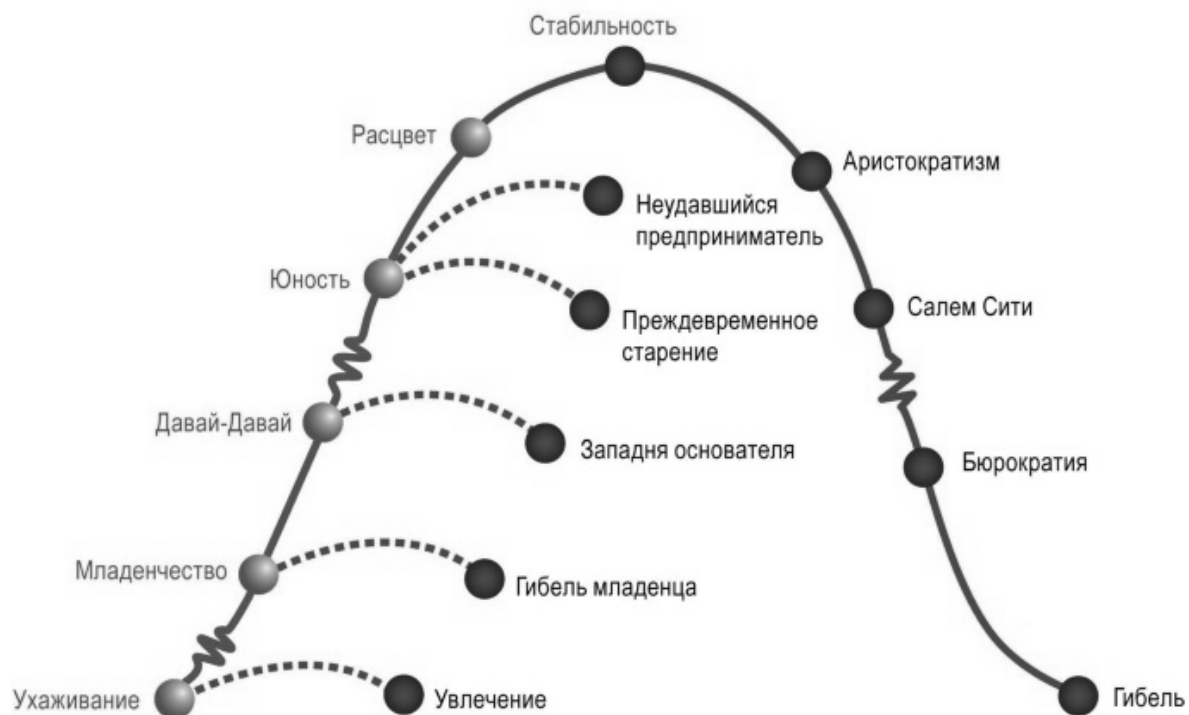 Стабильность
Расцвет
Аристократизм
Неудавшийся
предприниматель
Юность
Салем Сити
Преждевременное
старение
Давай-Давай
Западня основателя
Бюрократия
Младенчество
Гибель младенца
Ухаживание
Увлечение
Гибель